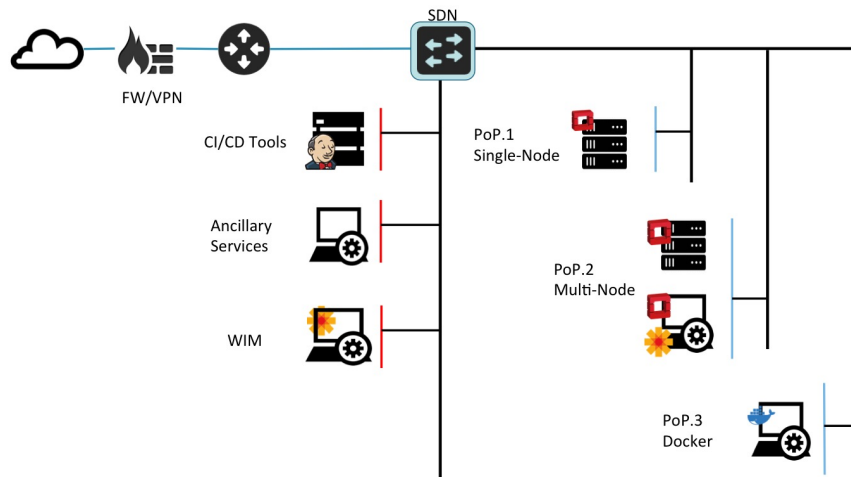 SDN
FW/VPN
CI/CD Tools
PoP.1
Single-Node
Ancillary
Services
PoP.2
Multi-Node
WIM
PoP.3
Docker